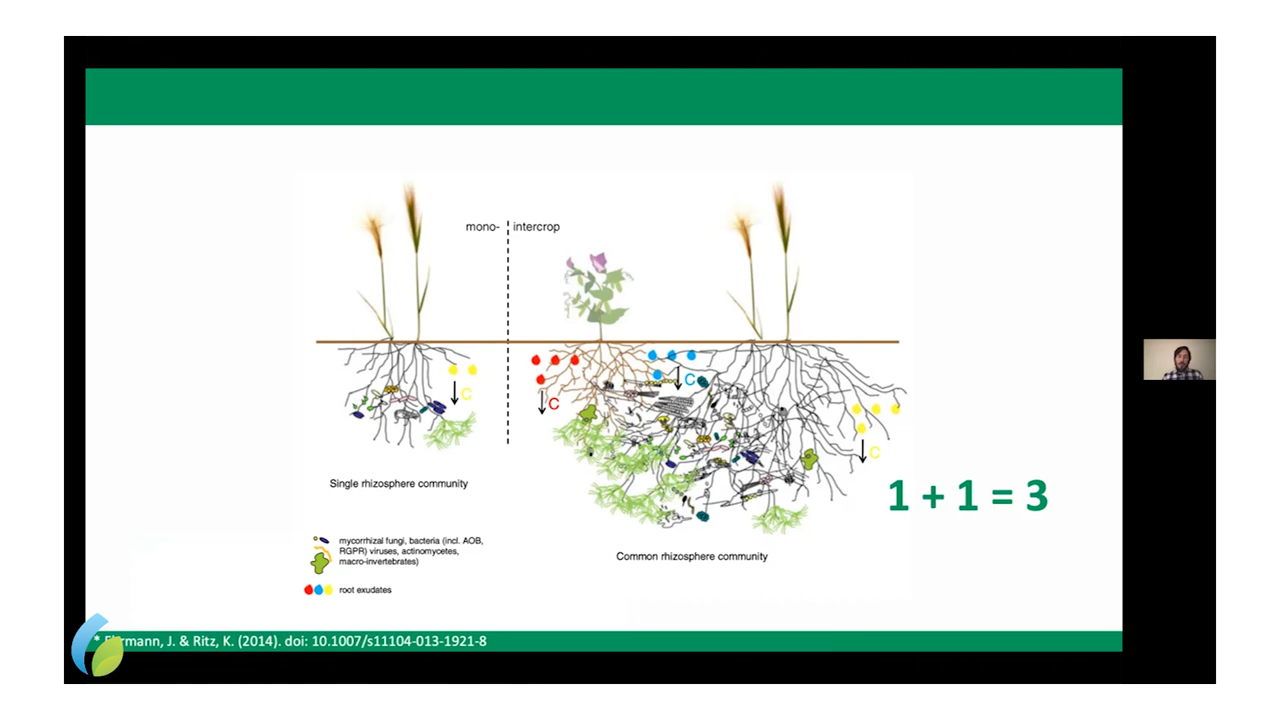 mono- intercrop
C
C
C
C
Single rhizosphere community
1 + 1 = 3
mycorrhizal fungi, bacteria (incl. AOB,
RGPR) viruses, actinomycetes,
macro-invertebrates)
Common rhizosphere community
root exudates
* J. & Ritz, K. (2014). doi: 10.1007/s11104-013-1921-8